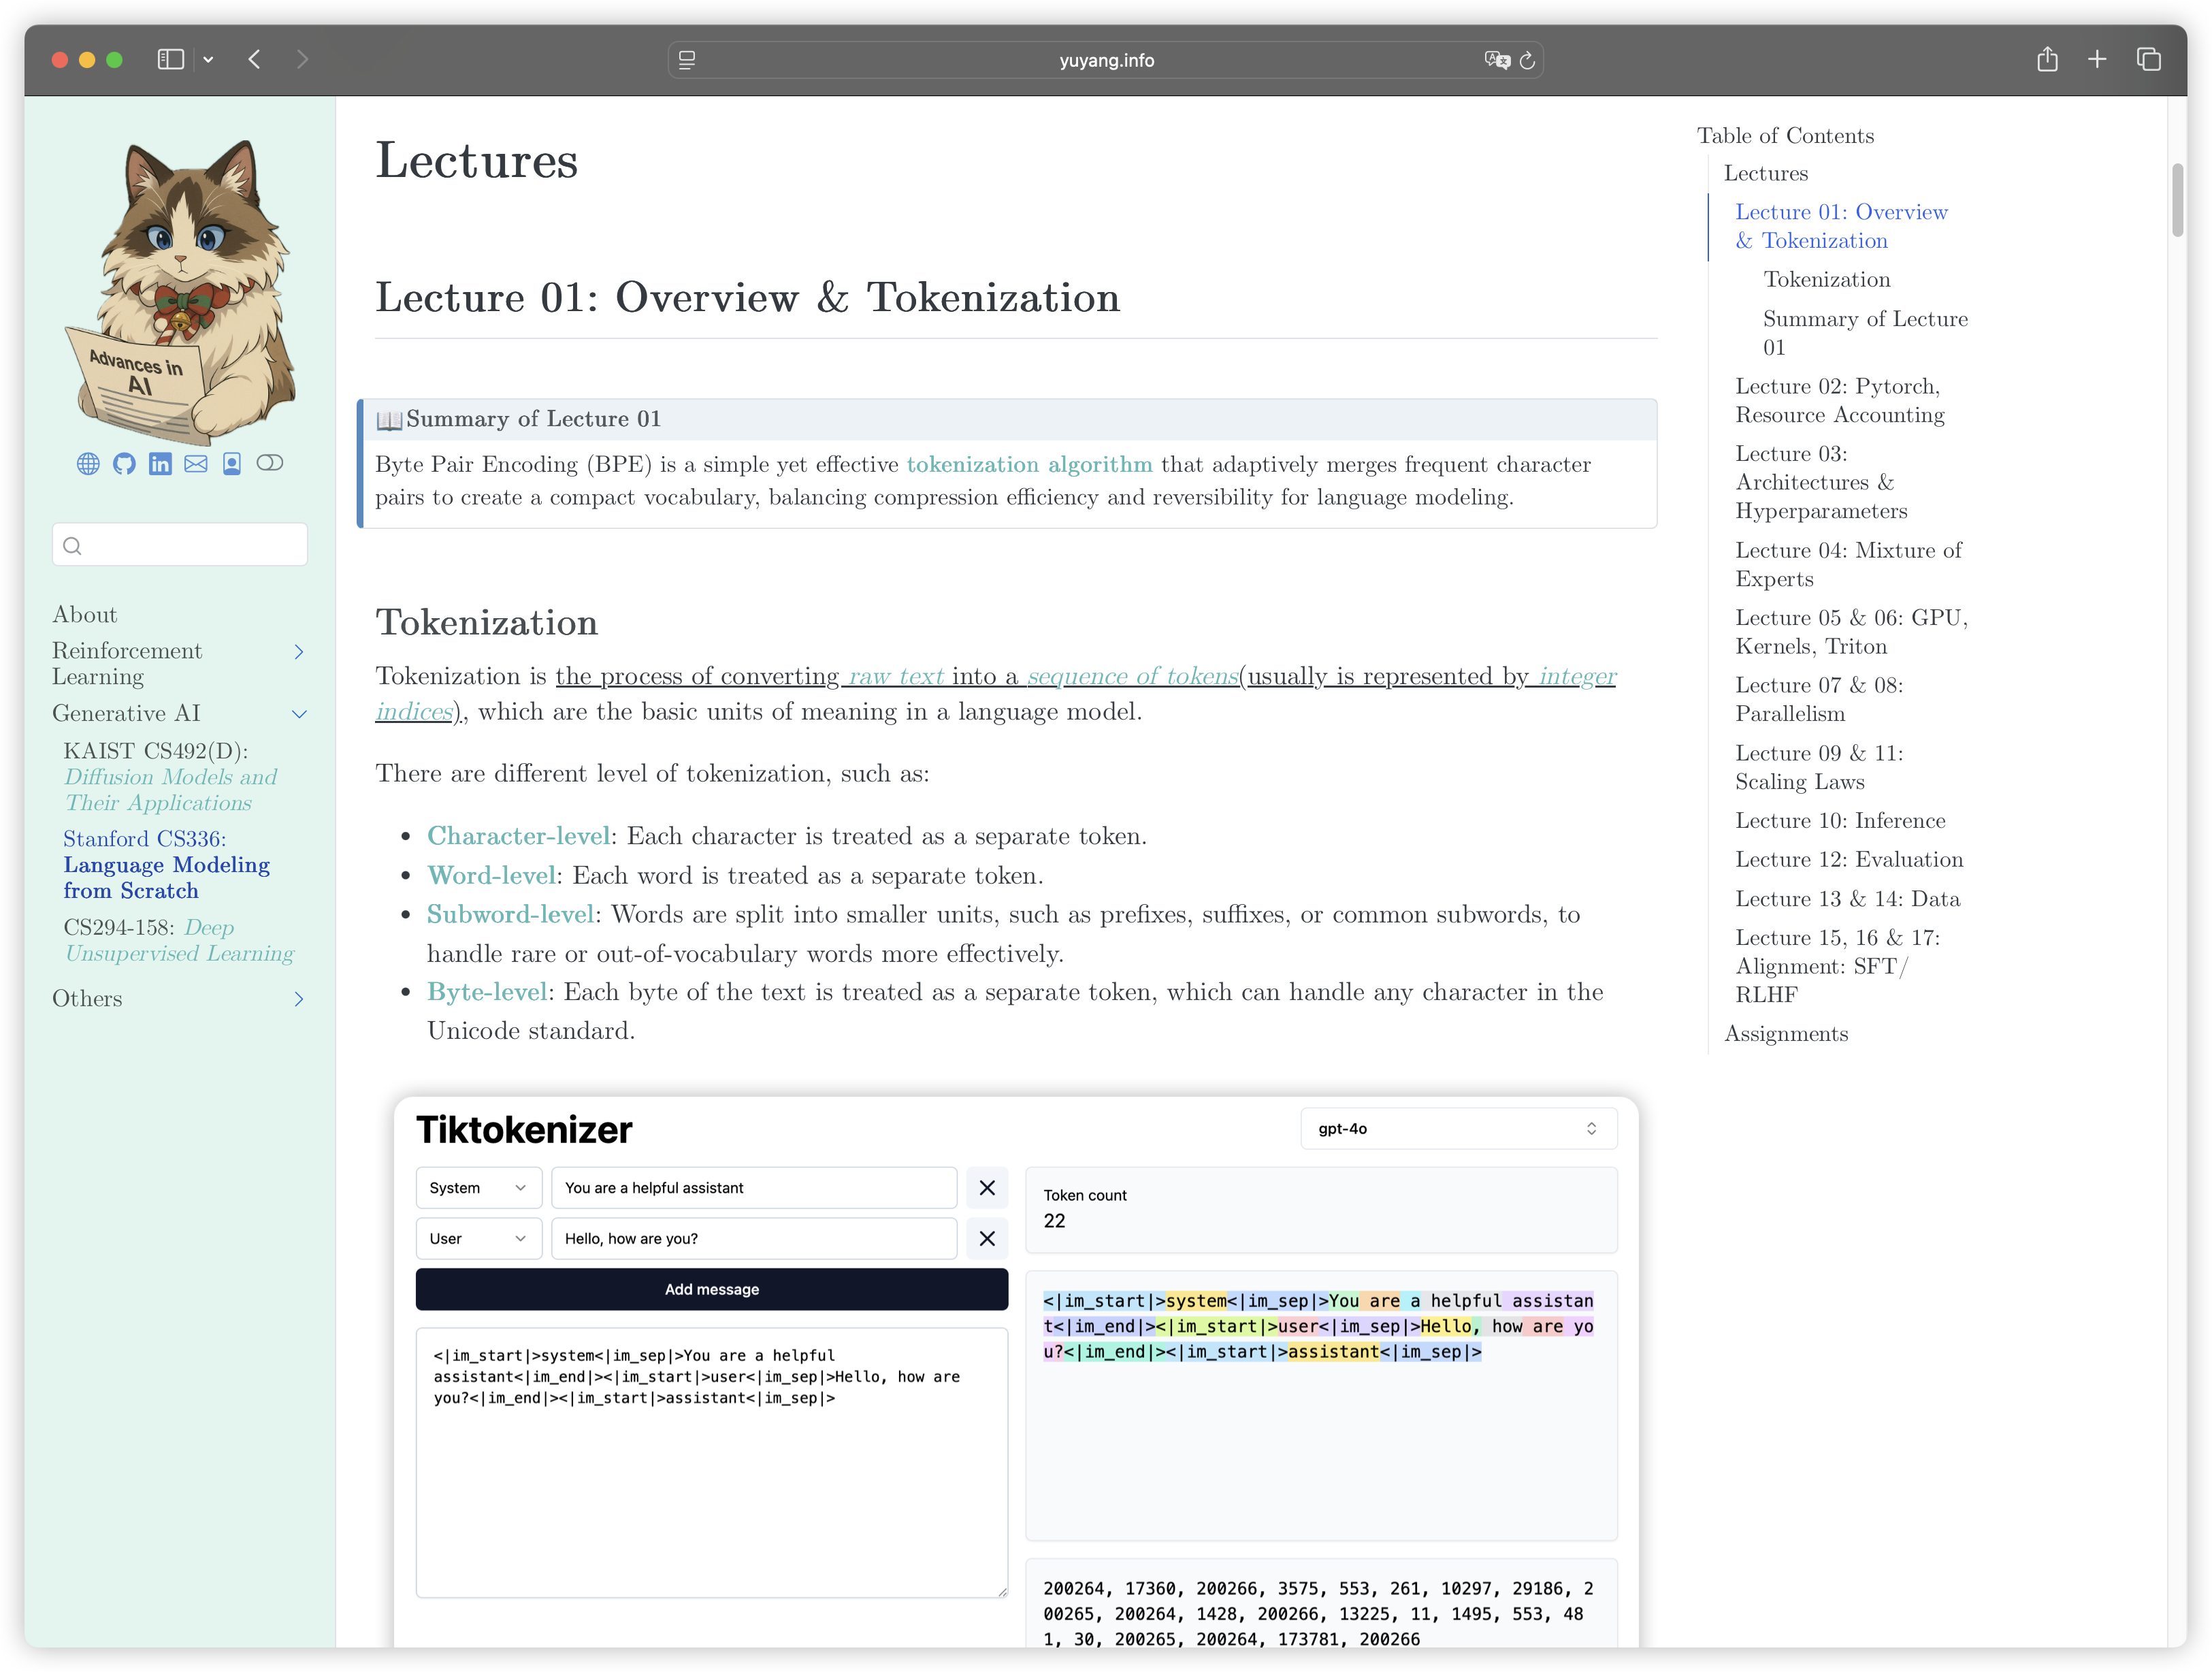 yuyang.info
Advances in
AI
About
Reinforcement
Learning
Generative AI
KAIST CS492(D):
Diffusion Models and
Their Applications
Stanford CS336:
Language Modeling
from Scratch
CS294-158: Deep
Unsupervised Learning
Others
Lectures
Lecture 01: Overview & Tokenization
📖Summary of Lecture 01
Byte Pair Encoding (BPE) is a simple yet effective tokenization algorithm that adaptively merges frequent character
pairs to create a compact vocabulary, balancing compression efficiency and reversibility for language modeling.
Tokenization
Tokenization is the process of converting raw text into a sequence of tokens(usually is represented by integer
indices), which are the basic units of meaning in a language model.
There are different level of tokenization, such as:
• Character-level: Each character is treated as a separate token.
• Word-level: Each word is treated as a separate token.
• Subword-level: Words are split into smaller units, such as prefixes, suffixes, or common subwords, to
handle rare or out-of-vocabulary words more effectively.
• Byte-level: Each byte of the text is treated as a separate token, which can handle any character in the
Unicode standard.
Tiktokenizer
gpt-4o
System
You are a helpful assistant
User
Hello, how are you?
Add message
<|im_start|>system<|im_sep|>You are a helpful
assistant<|im_end|><|im_start|>user<|im_sep|>Hello, how are
you?<|im_end|><|im_start|>assistant<|im_sep|>
Token count
22
<|im_start|>system<|im_sep|>You are a helpful assistan
t<|im_end|><|im_start|>user<|im_sep|>Hello, how are yo
u?<|im_end|><|im_start|>assistant<|im_sep|>
200264, 17360, 200266, 3575, 553, 261, 10297, 29186, 2
00265, 200264, 1428, 200266, 13225, 11, 1495, 553, 48
1, 30, 200265, 200264, 173781, 200266
Table of Contents
Lectures
Lecture 01: Overview
& Tokenization
Tokenization
Summary of Lecture
01
Lecture 02: Pytorch,
Resource Accounting
Lecture 03:
Architectures &
Hyperparameters
Lecture 04: Mixture of
Experts
Lecture 05 & 06: GPU,
Kernels, Triton
Lecture 07 & 08:
Parallelism
Lecture 09 & 11:
Scaling Laws
Lecture 10: Inference
Lecture 12: Evaluation
Lecture 13 & 14: Data
Lecture 15, 16 & 17:
Alignment: SFT/
RLHF
Assignments